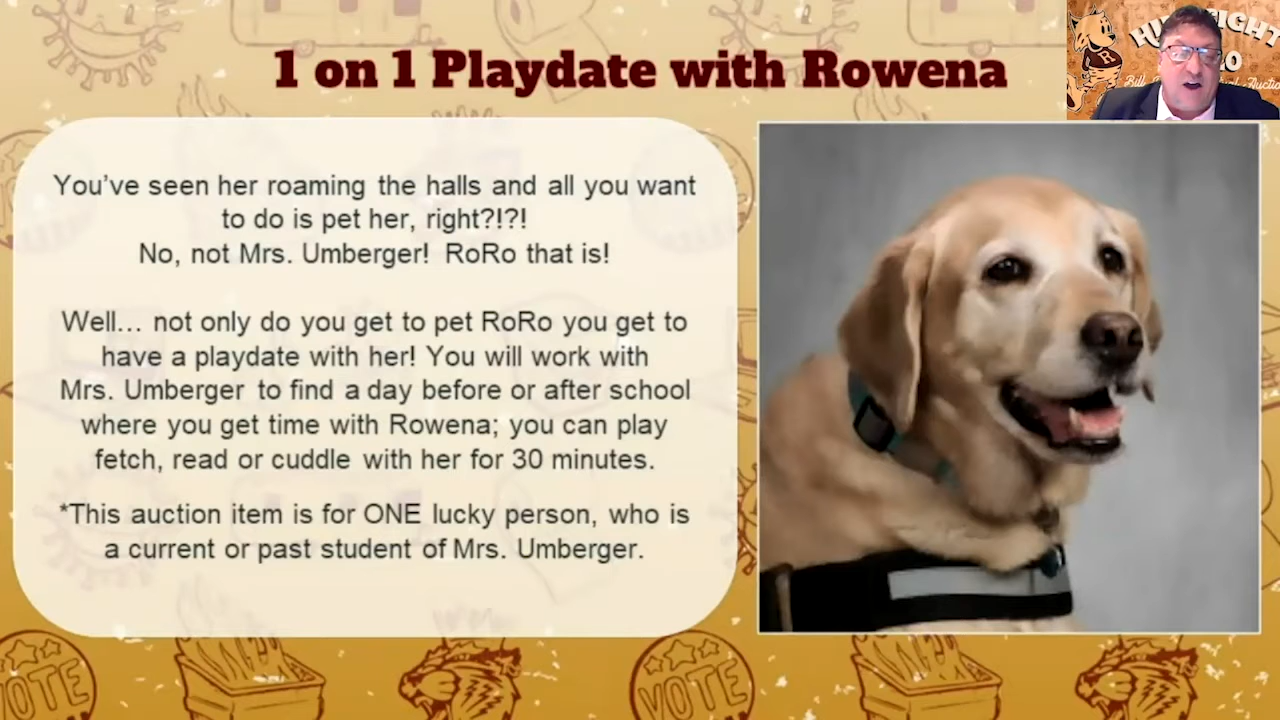 1 on 1 Playdate with Rowena
You've seen her roaming the halls and all you want
to do is pet her, right?!?!
No, not Mrs. Umberger! RoRo that is!
Well... not only do you get to pet RoRo you get to
have a playdate with her! You will work with
Mrs. Umberger to find a day before or after school
where you get time with Rowena; you can play
fetch, read or cuddle with her for 30 minutes.
*This auction item is for ONE lucky person, who is
a current or past student of Mrs. Umberger.
VOTE
VOTE